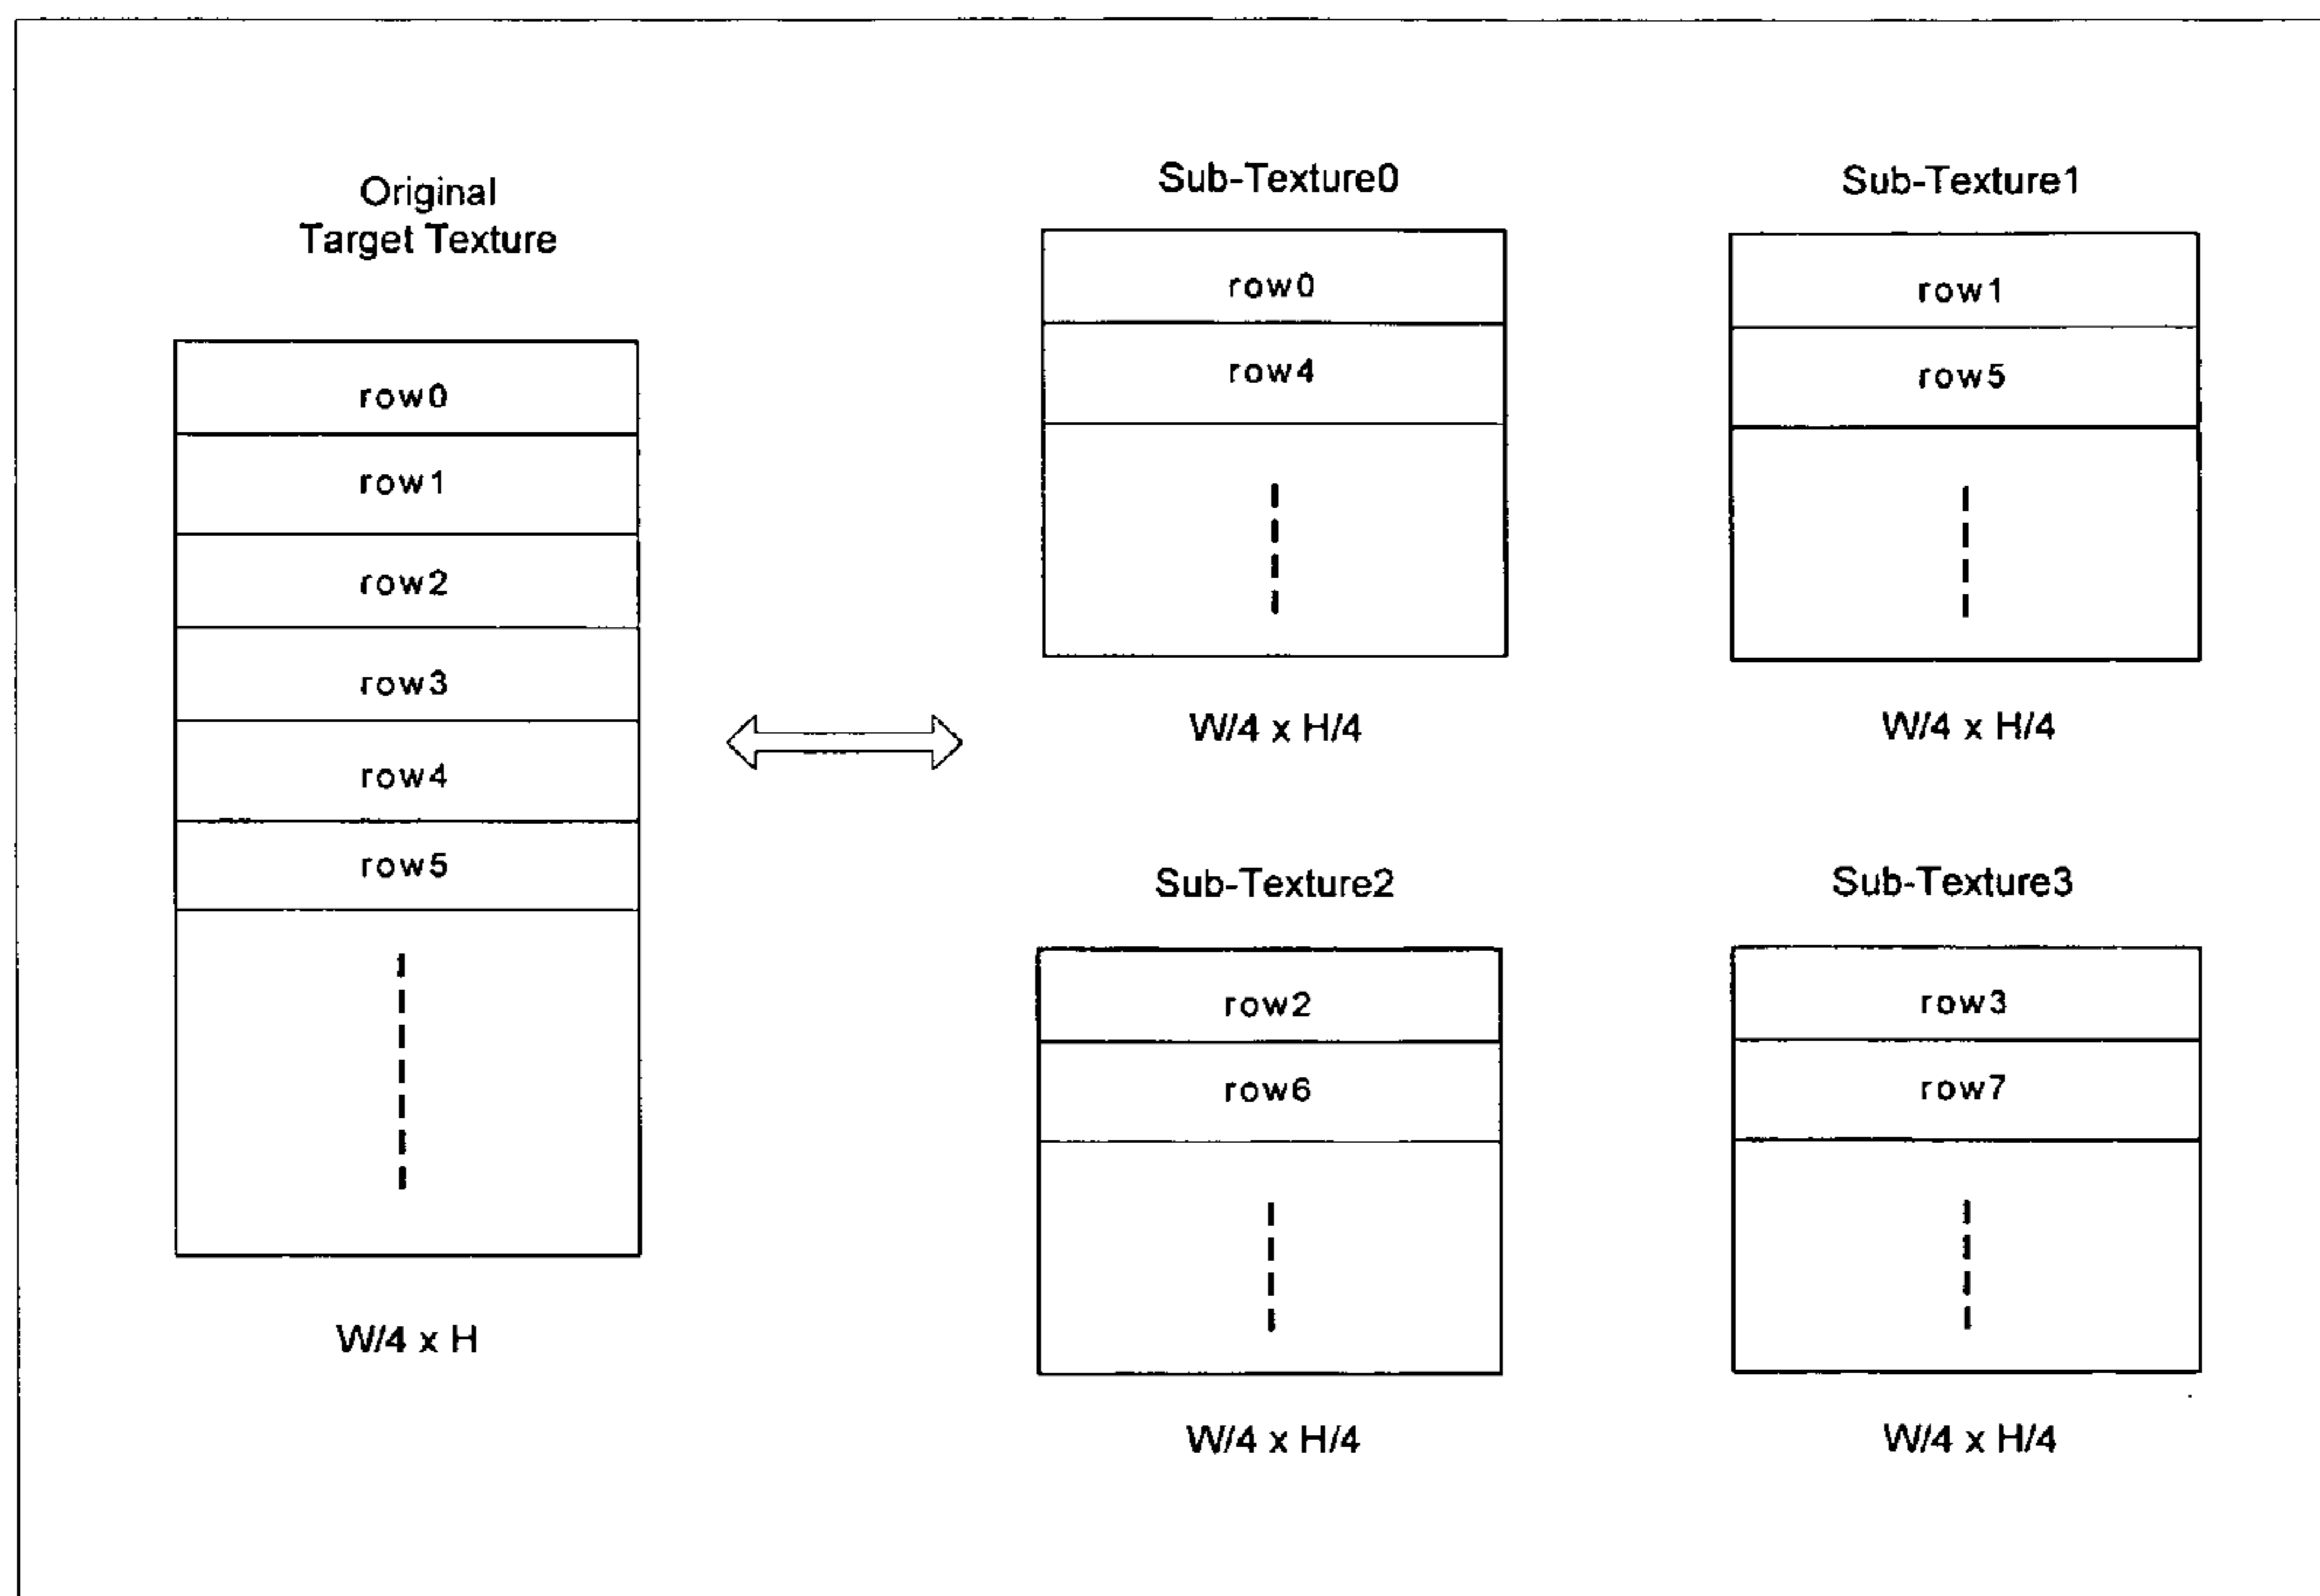 Original
Target Texture
row0
row1
row2
row3
row4
row5
W/4 x H
Sub-Texture0
row0
row4
W/4 x H/4
Sub-Texture1
row1
row5
W/4 x H/4
Sub-Texture2
row2
row6
W/4 x H/4
Sub-Texture3
row3
row7
W/4 x H/4